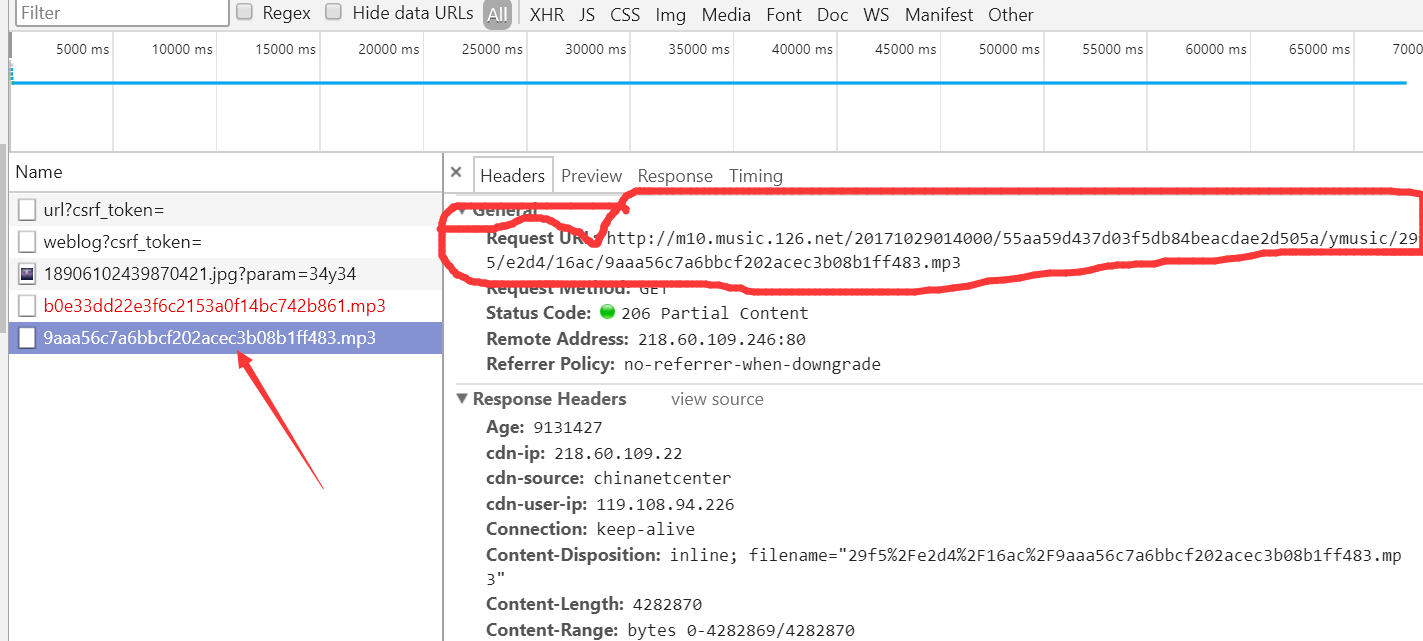 Filter Regex Hide data URLs All XHR JS CSS Img Media Font Doc WS Manifest Other
5000 ms 10000 ms 15000 ms 20000 ms 25000 ms 30000 ms 35000 ms 40000 ms 45000 ms 50000 ms 55000 ms 60000 ms 65000 ms 7000
Name
× Headers Preview Response Timing
url?csrf_token=
weblog?csrf_token=
18906102439870421.jpg?param=34y34
b0e33dd22e3f6c2153a0f14bc742b861.mp3
9aaa56c7a6bbcf202acec3b08b1ff483.mp3
▼ General
Request URL: http://m10.music.126.net/20171029014000/55aa59d437d03f5db84beacdae2d505a/ymusic/29
5/e2d4/16ac/9aaa56c7a6bbcf202acec3b08b1ff483.mp3
Request Method: GET
Status Code: 206 Partial Content
Remote Address: 218.60.109.246:80
Referrer Policy: no-referrer-when-downgrade
▼ Response Headers view source
Age: 9131427
cdn-ip: 218.60.109.22
cdn-source: chinanetcenter
cdn-user-ip: 119.108.94.226
Connection: keep-alive
Content-Disposition: inline; filename="29f5%2Fe2d4%2F16ac%2F9aaa56c7a6bbcf202acec3b08b1ff483.mp
3"
Content-Length: 4282870
Content-Range: bytes 0-4282869/4282870